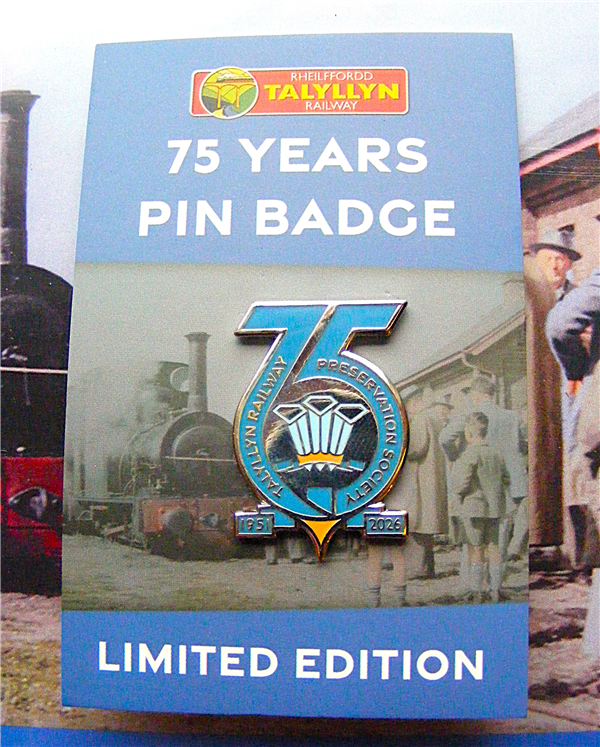 RHEILFFORDD
TALYLLYN
RAILWAY
75 YEARS
PIN BADGE
75
TALYLLYN RAILWAY
PRESERVATION SOCIETY
1951
2026
LIMITED EDITION